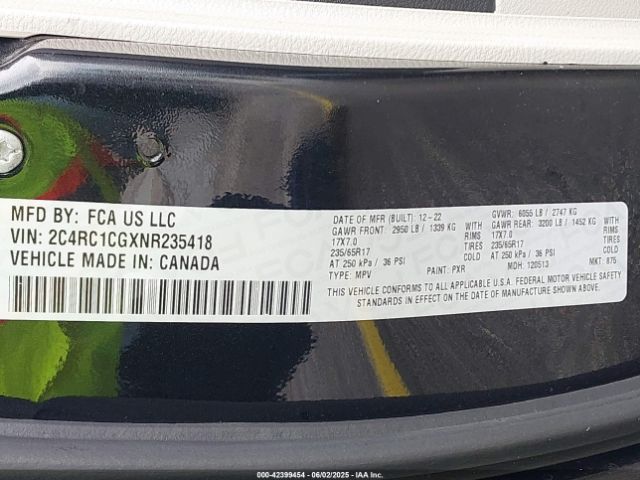 MFD BY: FCA US LLC
VIN: 2C4RC1CGXNR235418
VEHICLE MADE IN: CANADA
DATE OF MFR (BUILT): 12-22 GVWR: 6055 LB / 2747 KG
GAWR FRONT: 2950 LB / 1339 KG GAWR REAR: 3200 LB / 1452 KG
17X7.0 RIMS 17X7.0 RIMS
235/65R17 TIRES 235/65R17 TIRES
AT 250 kPa / 36 PSI COLD AT 250 kPa / 36 PSI COLD
TYPE: MPV PAINT: PXR MDH: 120513 MKT: 875
THIS VEHICLE CONFORMS TO ALL APPLICABLE U.S.A. FEDERAL MOTOR VEHICLE SAFETY
STANDARDS IN EFFECT ON THE DATE OF MANUFACTURE SHOWN ABOVE.
000-42399454 | 06/02/2025 - IAA Inc.